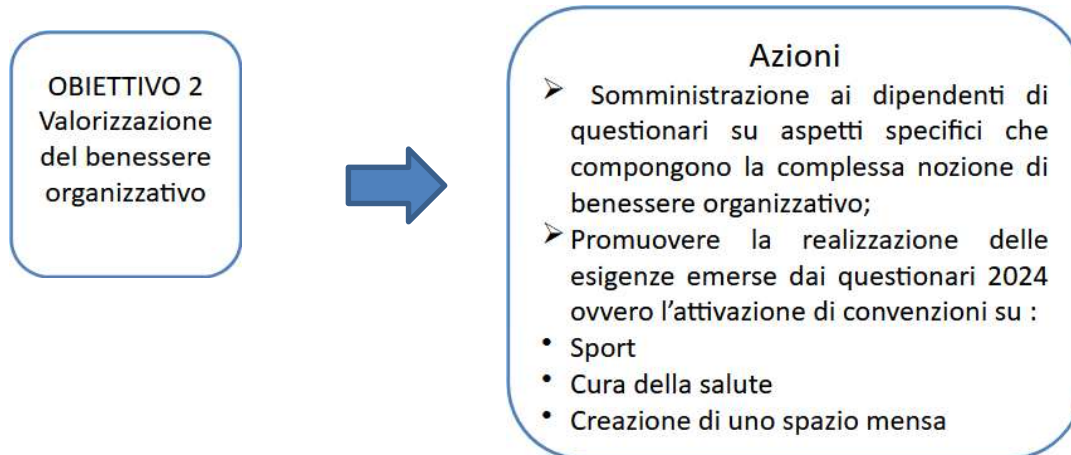 OBIETTIVO 2
Valorizzazione
del benessere
organizzativo
Azioni
➢ Somministrazione ai dipendenti di
questionari su aspetti specifici che
compongono la complessa nozione di
benessere organizzativo;
➢ Promuovere la realizzazione delle
esigenze emerse dai questionari 2024
ovvero l’attivazione di convenzioni su :
• Sport
• Cura della salute
• Creazione di uno spazio mensa